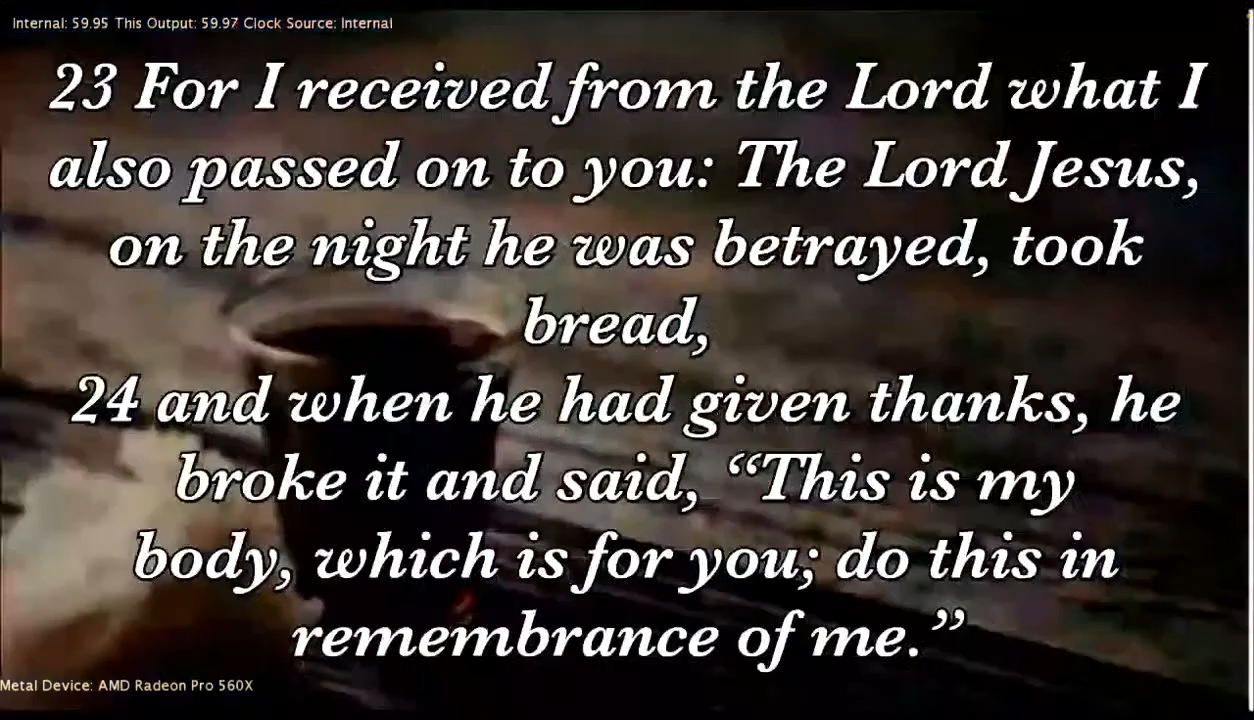 Internal: 59.95 This Output: 59.97 Clock Source: Internal
23 For I received from the Lord what I
also passed on to you: The Lord Jesus,
on the night he was betrayed, took
bread,
24 and when he had given thanks, he
broke it and said, “This is my
body, which is for you; do this in
remembrance of me.”
Metal Device: AMD Radeon Pro 560X